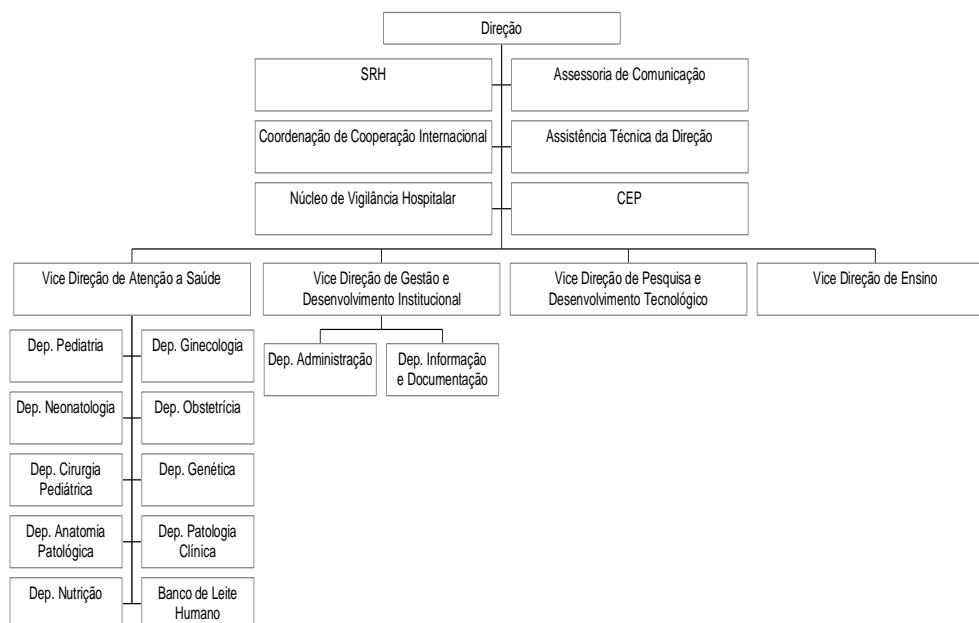 Direção
SRH
Assessoria de Comunicação
Coordenação de Cooperação Internacional
Assistência Técnica da Direção
Núcleo de Vigilância Hospitalar
CEP
Vice Direção de Atenção a Saúde
Vice Direção de Gestão e
Desenvolvimento Institucional
Vice Direção de Pesquisa e
Desenvolvimento Tecnológico
Vice Direção de Ensino
Dep. Pediatria
Dep. Ginecologia
Dep. Administração
Dep. Informação
e Documentação
Dep. Neonatologia
Dep. Obstetrícia
Dep. Cirurgia
Pediátrica
Dep. Genética
Dep. Anatomia
Patológica
Dep. Patologia
Clínica
Dep. Nutrição
Banco de Leite
Humano